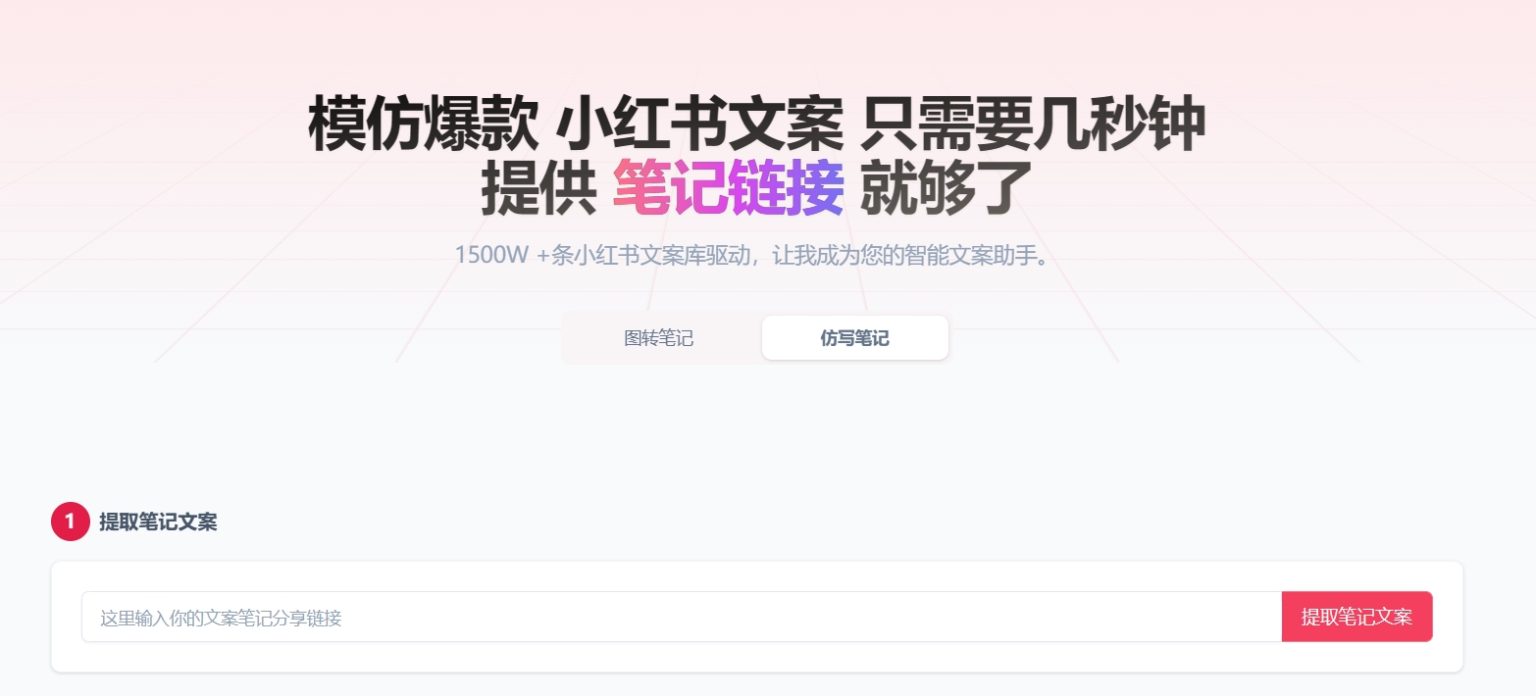 模仿爆款 小红书文案 只需要几秒钟
提供 笔记链接 就够了
1500W +条小红书文案库驱动，让我成为您的智能文案助手。
图转笔记
仿写笔记
1 提取笔记文案
这里输入你的文案笔记分享链接
提取笔记文案